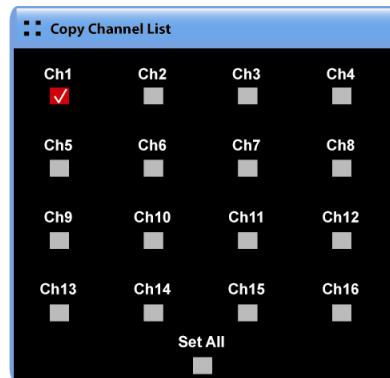 Copy Channel List
Ch1 Ch2 Ch3 Ch4
Ch5 Ch6 Ch7 Ch8
Ch9 Ch10 Ch11 Ch12
Ch13 Ch14 Ch15 Ch16
Set All